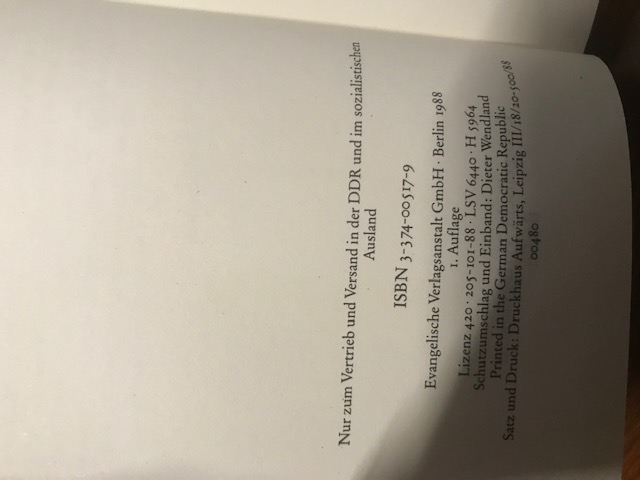 Nur zum Vertrieb und Versand in der DDR und im sozialistischen
Ausland
ISBN 3-374-00517-9
Evangelische Verlagsanstalt GmbH · Berlin 1988
1. Auflage
Lizenz 420 · 205-101-88 · LSV 6440 · H 5964
Schutzumschlag und Einband: Dieter Wendland
Printed in the German Democratic Republic
Satz und Druck: Druckhaus Aufwärts, Leipzig III/18/20-500/88
00480